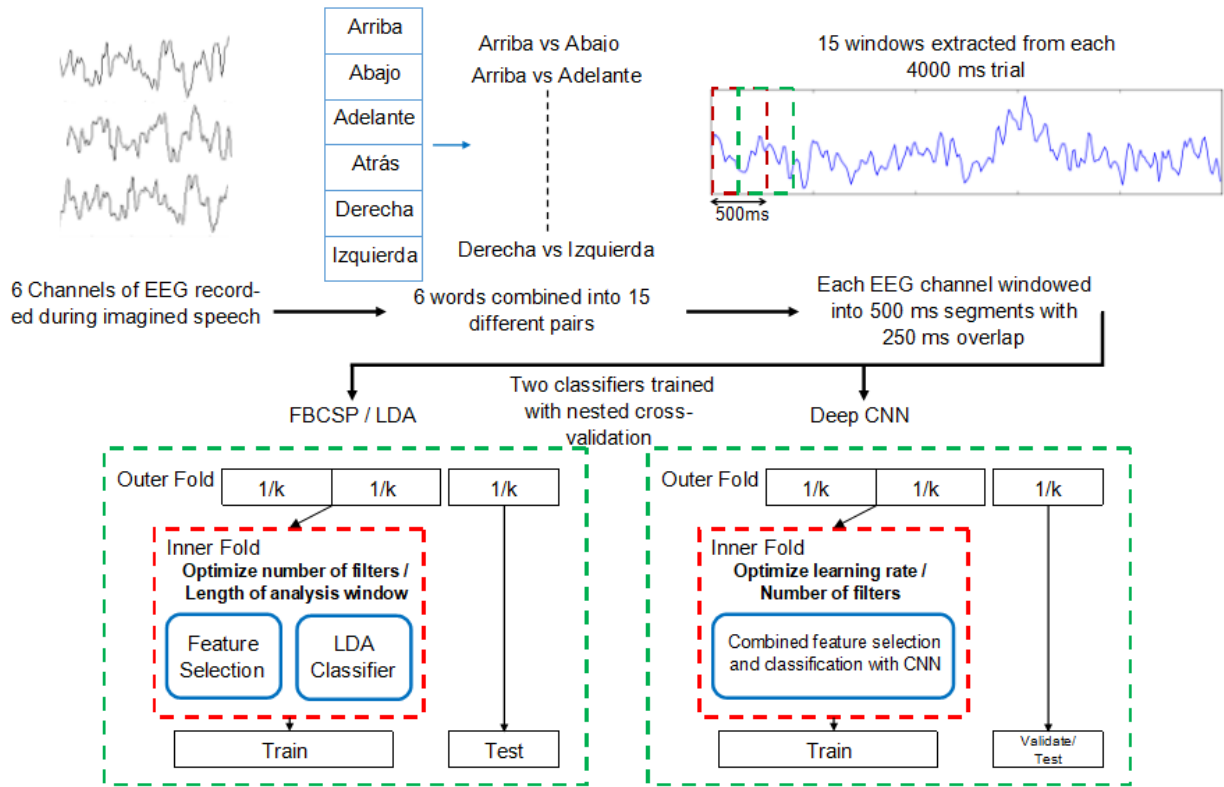 Arriba
Abajo
Adelante
Atrás
Derecha
Izquierda
Arriba vs Abajo
Arriba vs Adelante
Derecha vs Izquierda
15 windows extracted from each
4000 ms trial
500ms
6 Channels of EEG record-
ed during imagined speech
6 words combined into 15
different pairs
Each EEG channel windowed
into 500 ms segments with
250 ms overlap
Two classifiers trained
with nested cross-
validation
FBCSP / LDA
Deep CNN
Outer Fold
1/k
1/k
1/k
Inner Fold
Optimize number of filters /
Length of analysis window
Feature
Selection
LDA
Classifier
Train
Test
Outer Fold
1/k
1/k
1/k
Inner Fold
Optimize learning rate /
Number of filters
Combined feature selection
and classification with CNN
Train
Validate/
Test